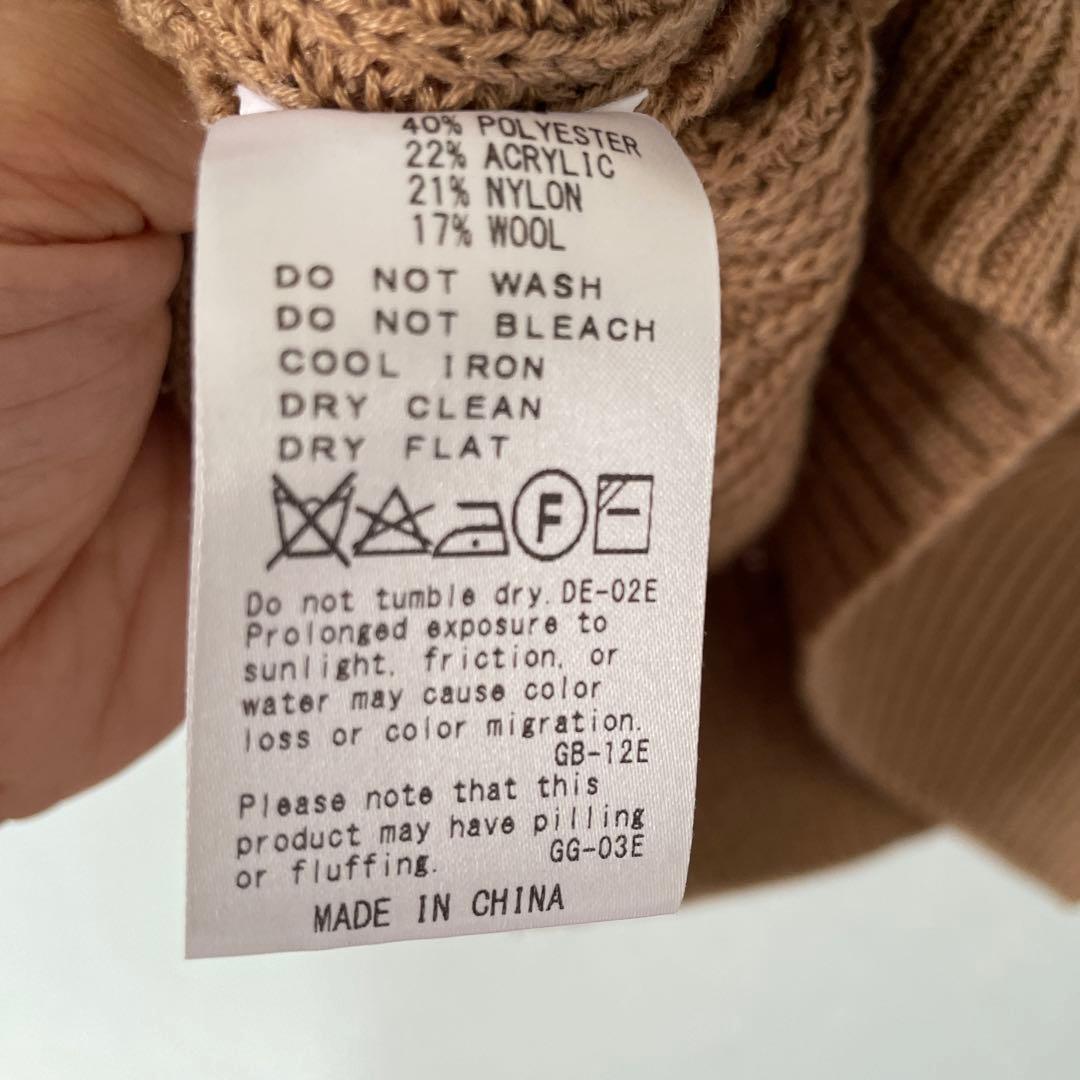 40% POLYESTER
22% ACRYLIC
21% NYLON
17% WOOL
DO NOT WASH
DO NOT BLEACH
COOL IRON
DRY CLEAN
DRY FLAT
F
Do not tumble dry. DE-02E
Prolonged exposure to
sunlight, friction, or
water may cause color
loss or color migration.
GB-12E
Please note that this
product may have pilling
or fluffing. GG-03E
MADE IN CHINA